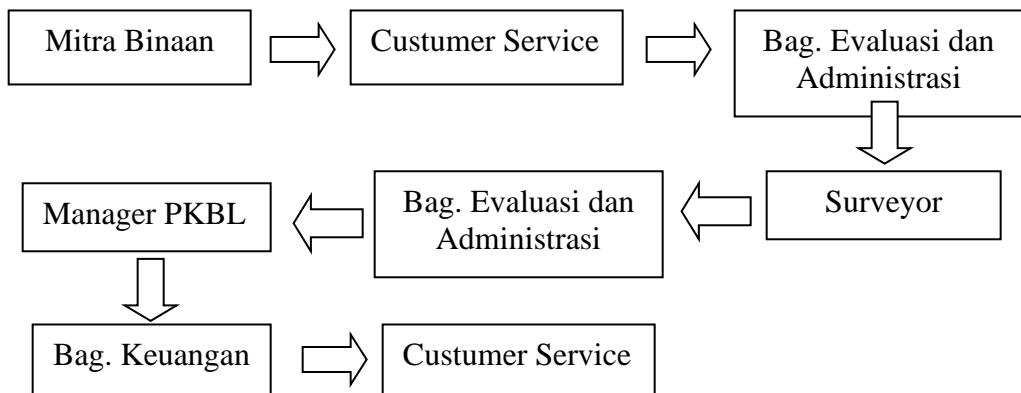 Mitra Binaan
Custumer Service
Bag. Evaluasi dan
Administrasi
Manager PKBL
Bag. Evaluasi dan
Administrasi
Surveyor
Bag. Keuangan
Custumer Service